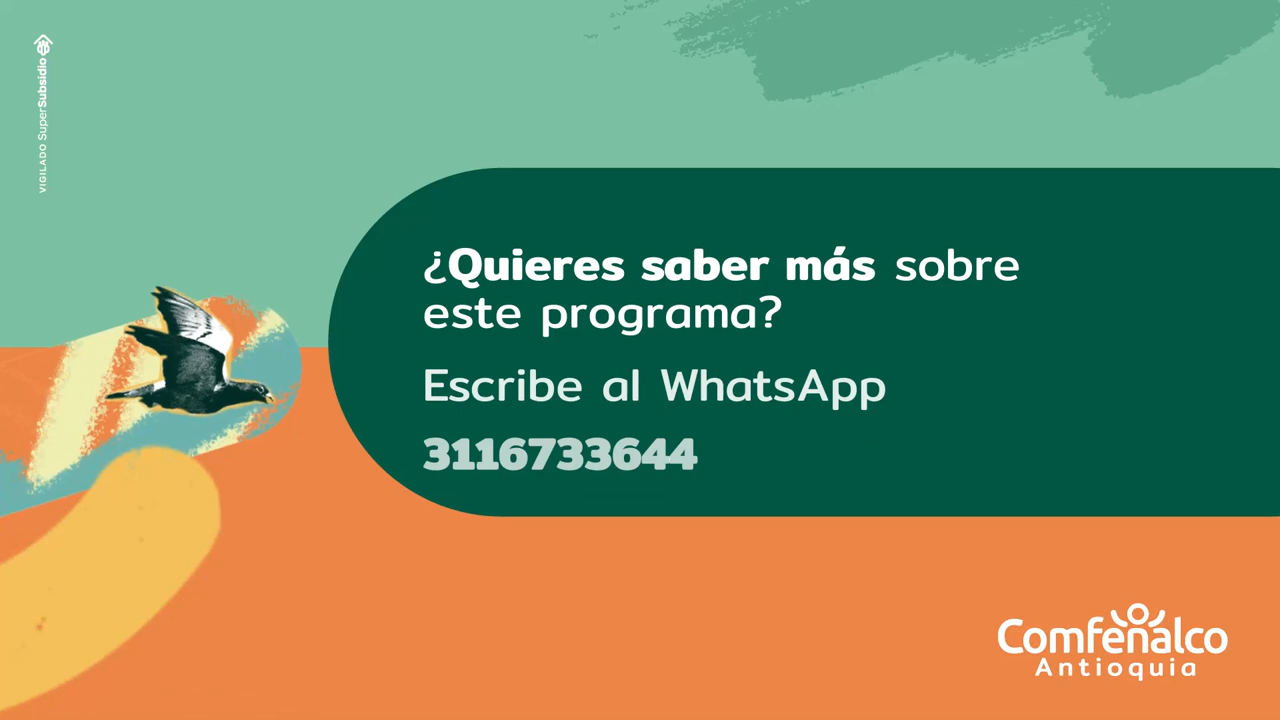 VIGILADO SuperSubsidio
¿Quieres saber más sobre
este programa?
Escribe al WhatsApp
3116733644
Comfenalco
Antioquia